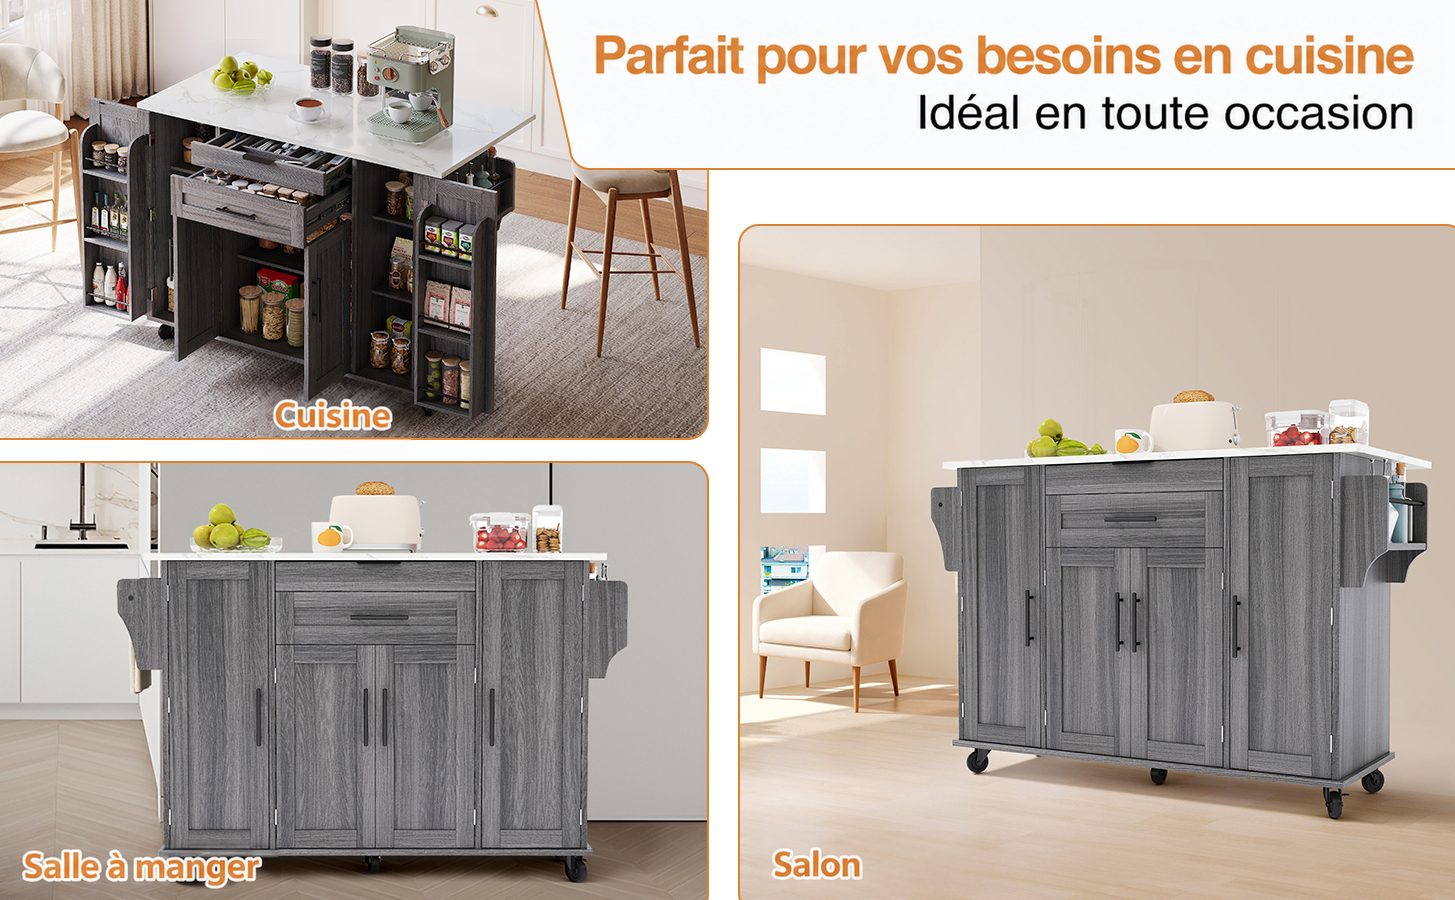 Parfait pour vos besoins en cuisine
Idéal en toute occasion
Cuisine
Salle à manger
Salon